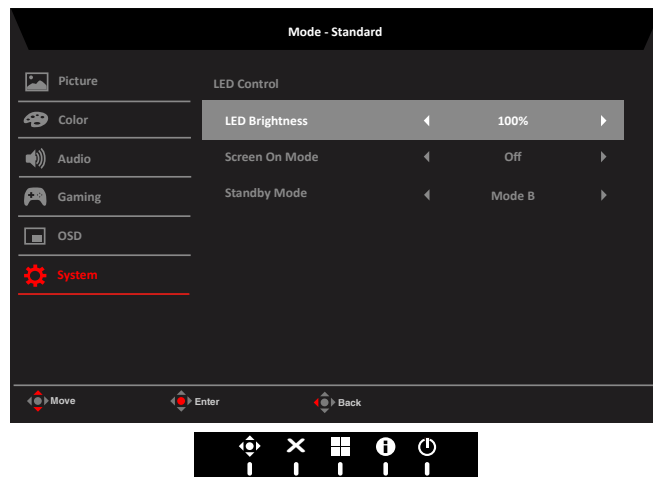 Mode - Standard
Picture
Color
Audio
Gaming
OSD
System
LED Control
LED Brightness 100%
Screen On Mode Off
Standby Mode Mode B
Move Enter Back